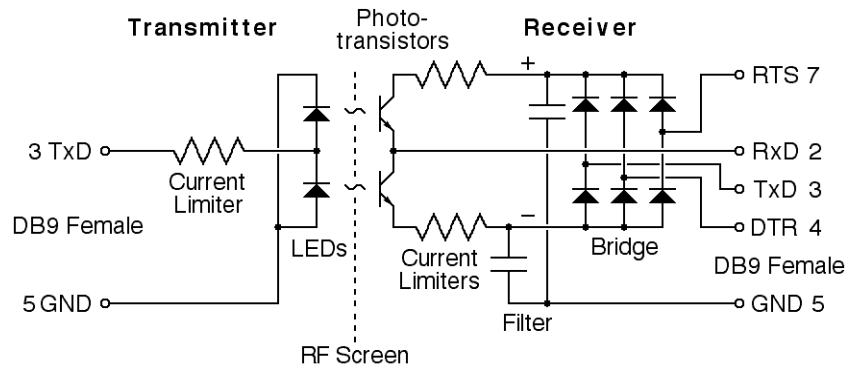 Transmitter
Photo-
transistors
Receiver
+
RTS 7
3 TxD
RxD 2
Current
Limiter
TxD 3
DB9 Female
LEDs
−
Current
Limiters
Bridge
DTR 4
DB9 Female
5 GND
GND 5
Filter
RF Screen